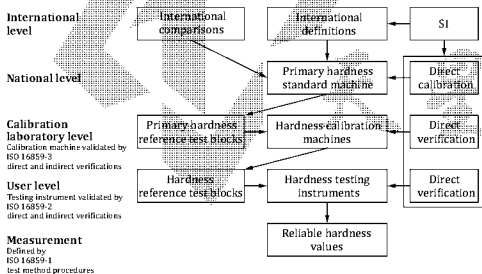 International
level
International
comparisons
International
definitions
SI
National level
Primary hardness
standard machine
Direct
calibration
Calibration
laboratory level
Calibration machine validated by
ISO 16859-3
direct and indirect verifications
Primary hardness
reference test blocks
Hardness calibration
machines
Direct
verification
User level
Testing instrument validated by
ISO 16859-2
direct and indirect verifications
Hardness
reference test blocks
Hardness testing
instruments
Direct
verification
Measurement
Defined by
ISO 16859-1
test method procedures
Reliable hardness
values